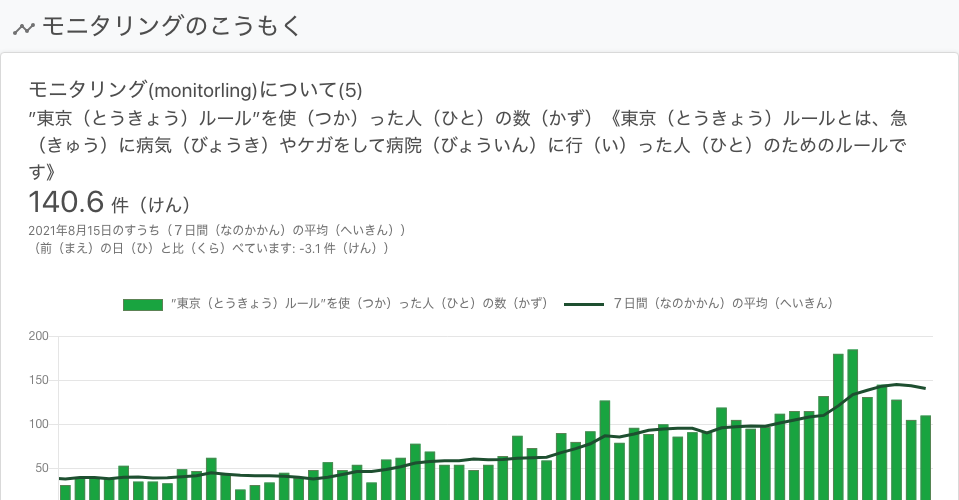 モニタリングのこうもく
モニタリング(monitorling)について(5)
”東京（とうきょう）ルール”を使（つか）った人（ひと）の数（かず）《東京（とうきょう）ルールとは、急
（きゅう）に病気（びょうき）やケガをして病院（びょういん）に行（い）った人（ひと）のためのルールで
す》
140.6 件（けん）
2021年8月15日のすうち（７日間（なのかかん）の平均（へいきん））
（前（まえ）の日（ひ）と比（くら）べています: -3.1 件（けん））
”東京（とうきょう）ルール”を使（つか）った人（ひと）の数（かず） ７日間（なのかかん）の平均（へいきん）
200
150
100
50